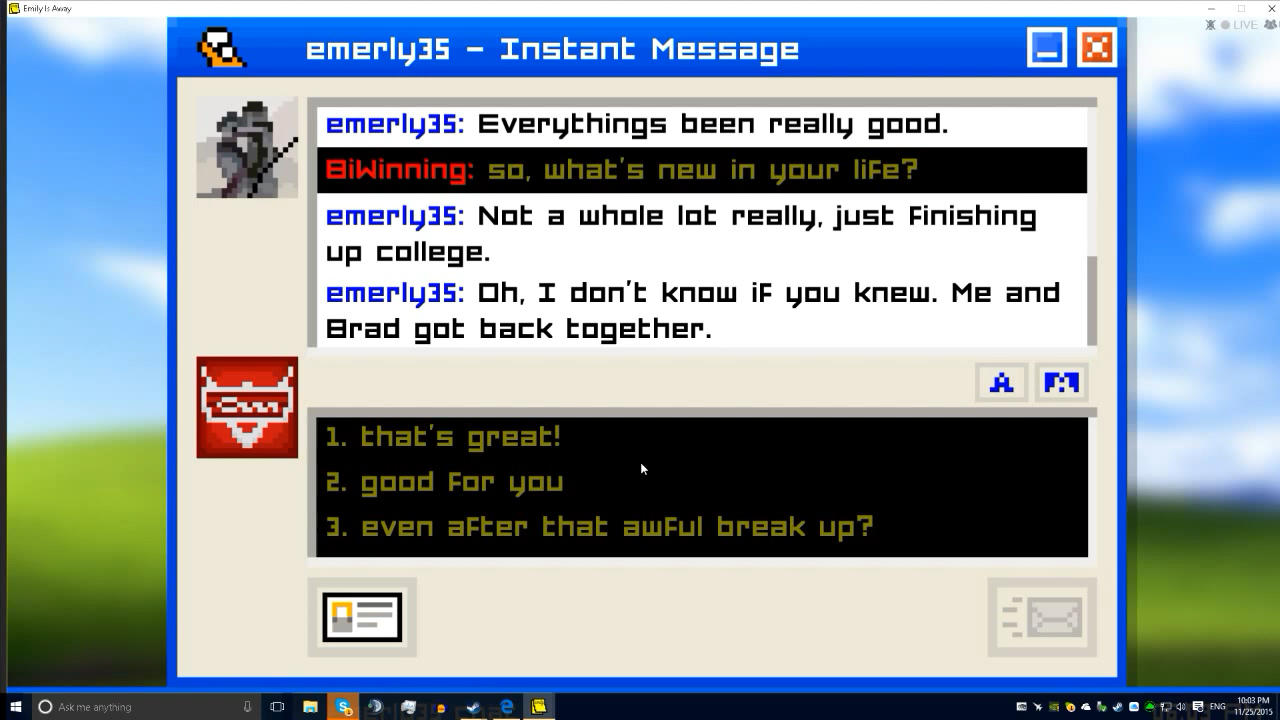 Emily Is Away
LIVE
emerly35 - Instant Message
emerly35: Everythings been really good.
BiWinning: so, what's new in your life?
emerly35: Not a whole lot really, just finishing
up college.
emerly35: Oh, I don't know if you knew. Me and
Brad got back together.
A
1. that's great!
2. good for you
3. even after that awful break up?
Ask me anything
ENG
10:03 PM
11/25/2015